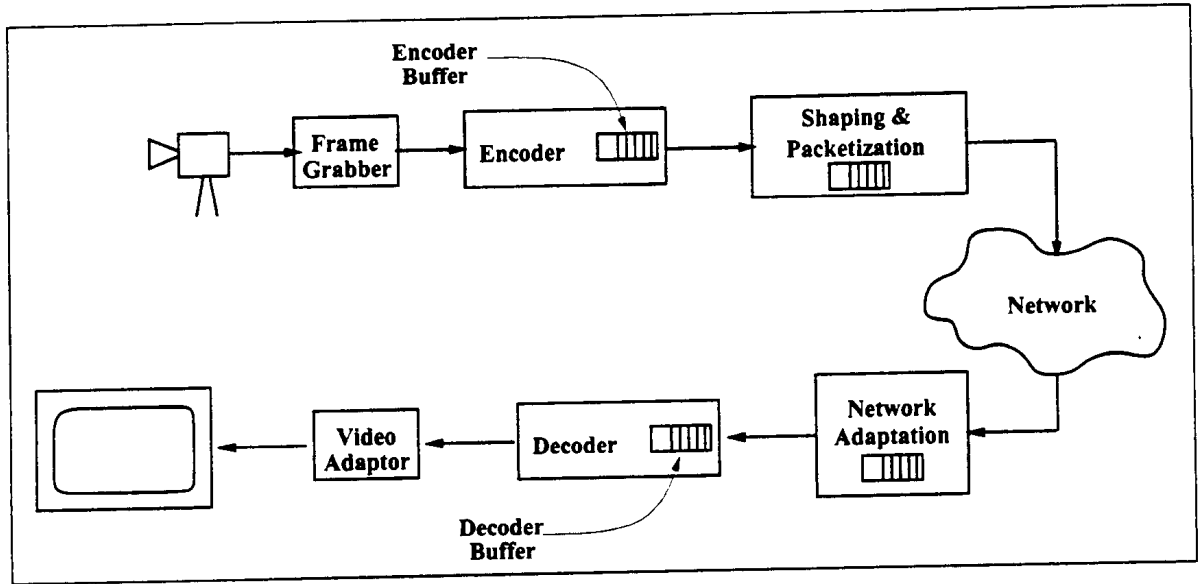 Encoder
Buffer
Frame
Grabber
Encoder
Shaping &
Packetization
Network
Network
Adaptation
Decoder
Video
Adaptor
Decoder
Buffer